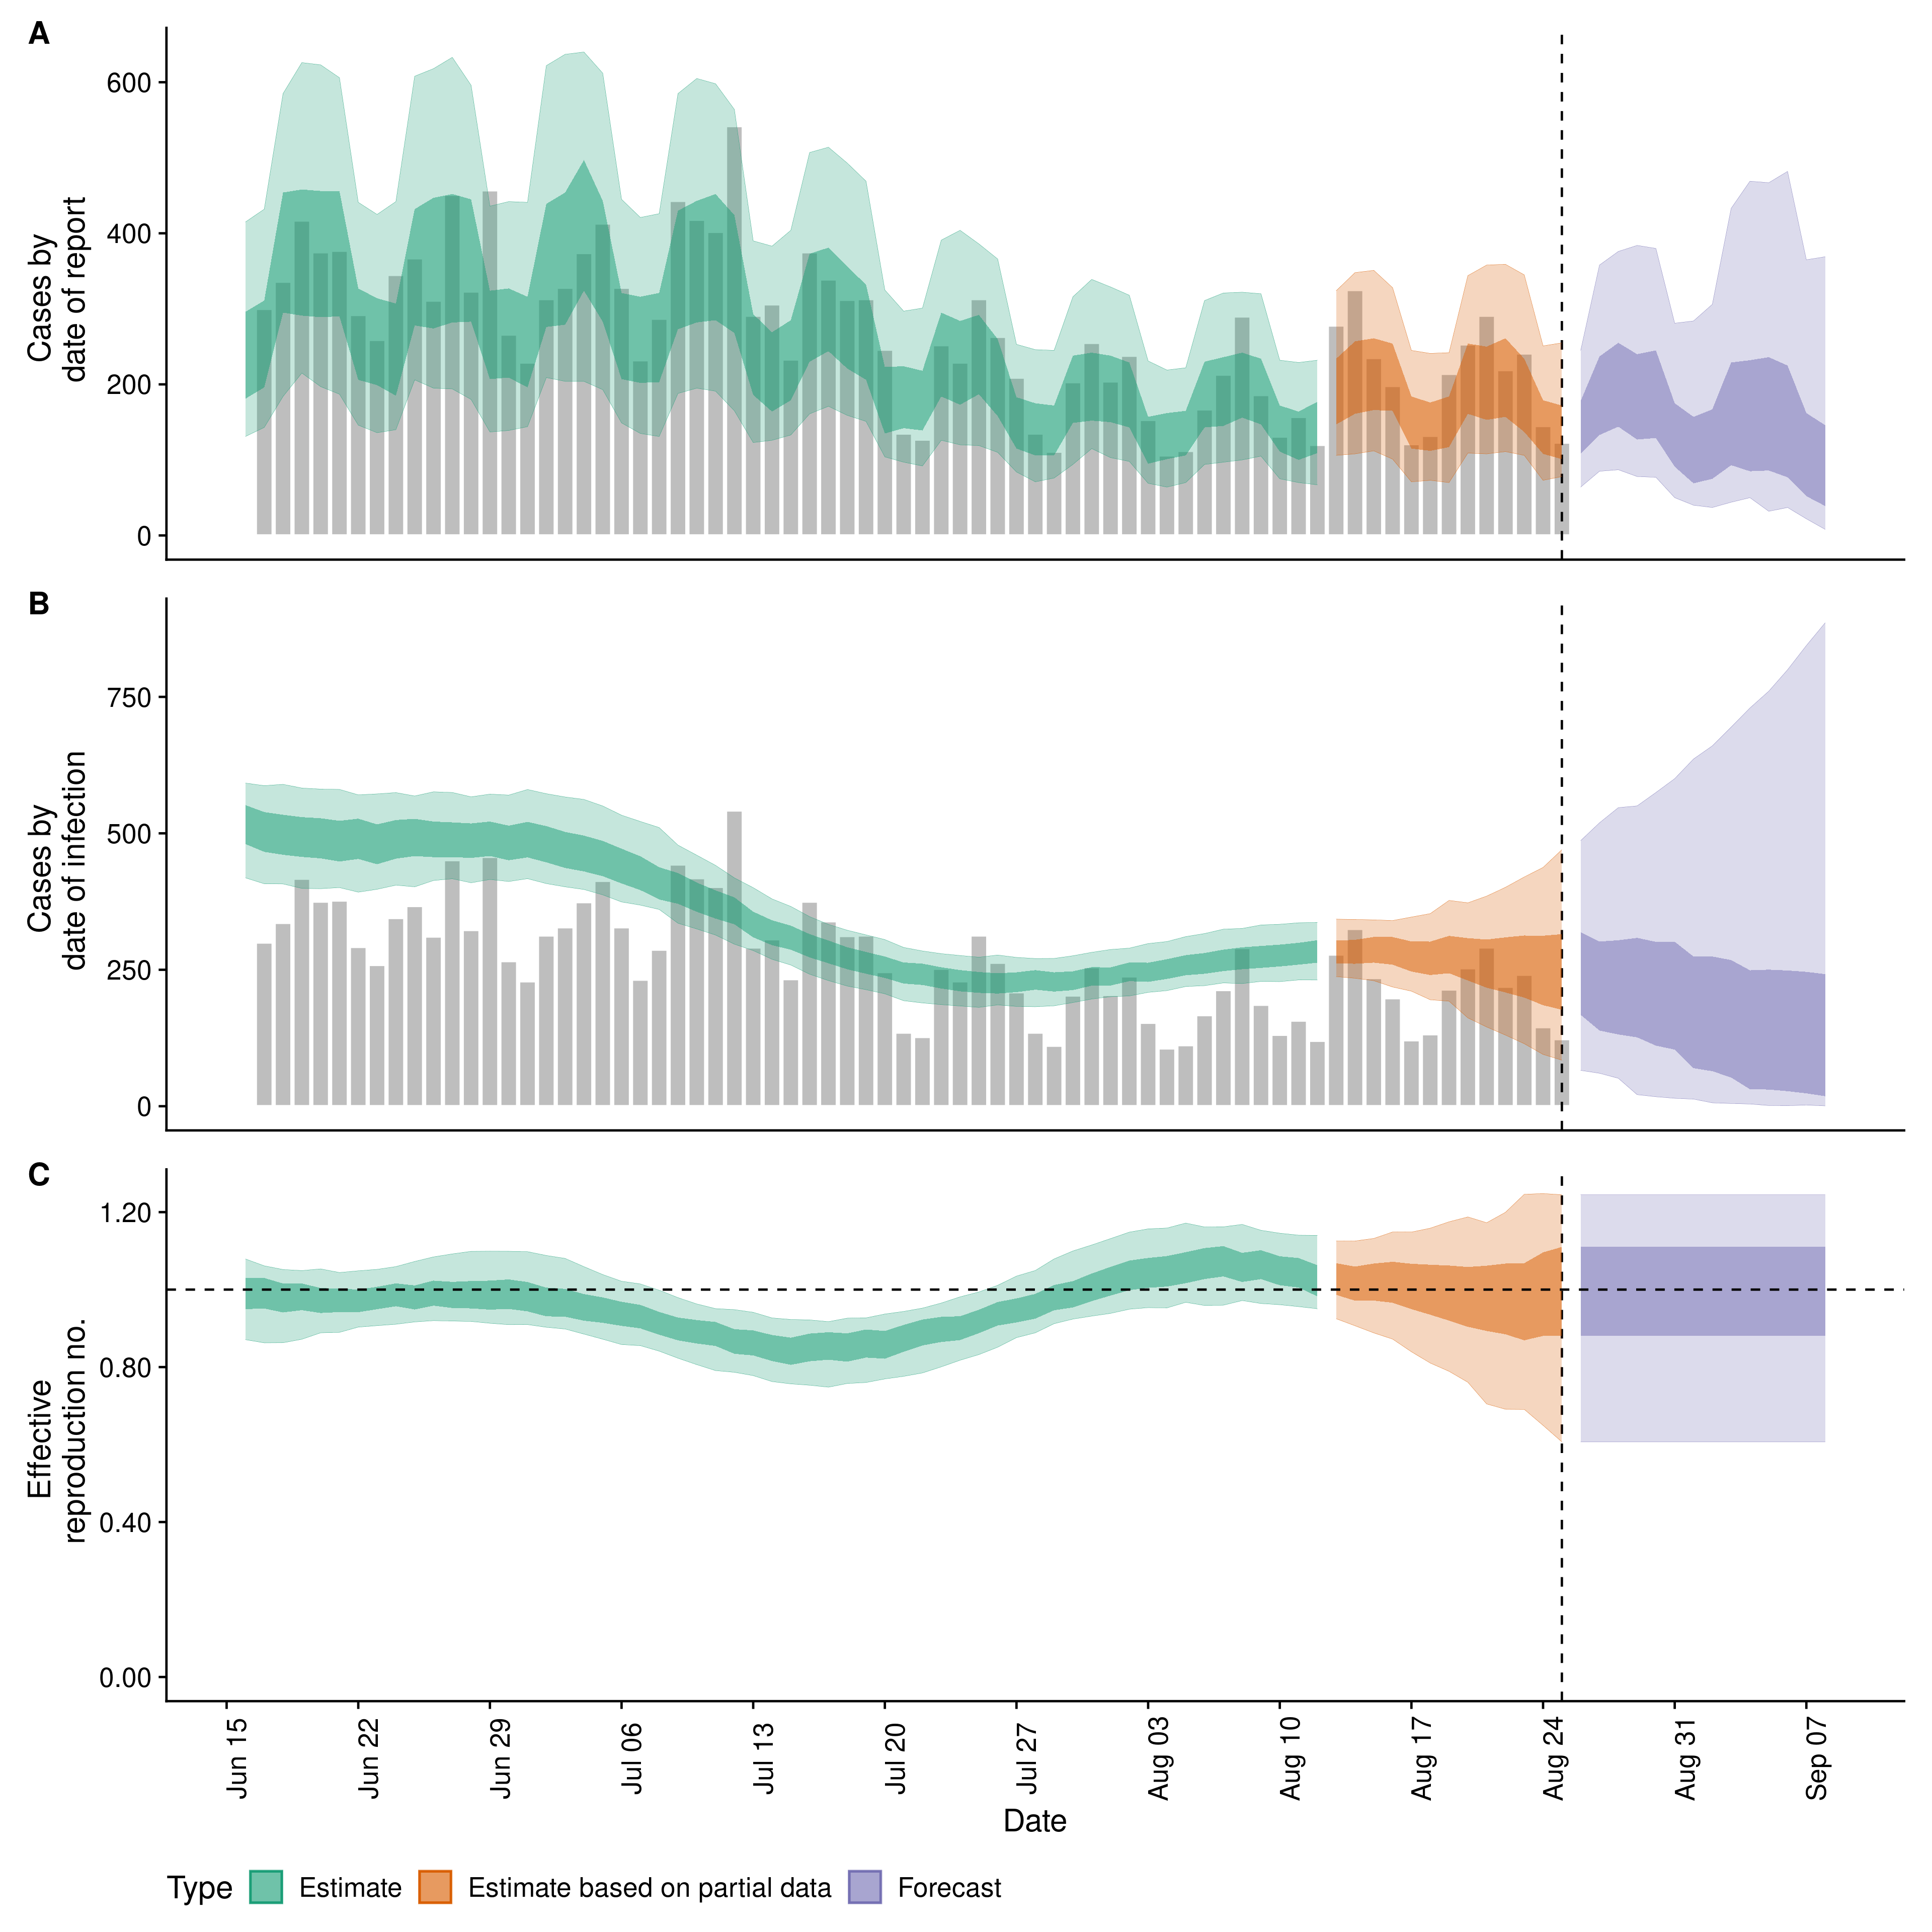 A
600
400
200
0
Cases by
date of report
B
750
500
250
0
Cases by
date of infection
C
1.20
0.80
0.40
0.00
Effective
reproduction no.
Jun 15
Jun 22
Jun 29
Jul 06
Jul 13
Jul 20
Jul 27
Aug 03
Aug 10
Aug 17
Aug 24
Aug 31
Sep 07
Date
Type Estimate Estimate based on partial data Forecast